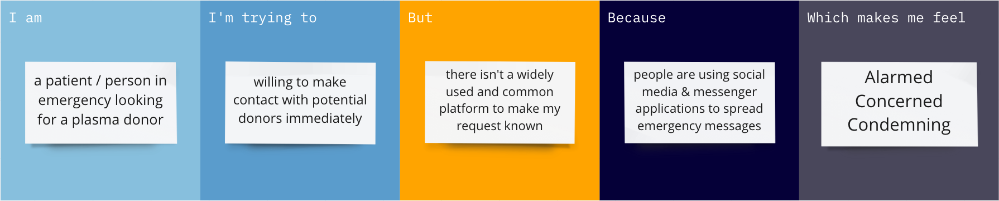 I am
a patient / person in
emergency looking
for a plasma donor
I'm trying to
willing to make
contact with potential
donors immediately
But
there isn't a widely
used and common
platform to make my
request known
Because
people are using social
media & messenger
applications to spread
emergency messages
Which makes me feel
Alarmed
Concerned
Condemning